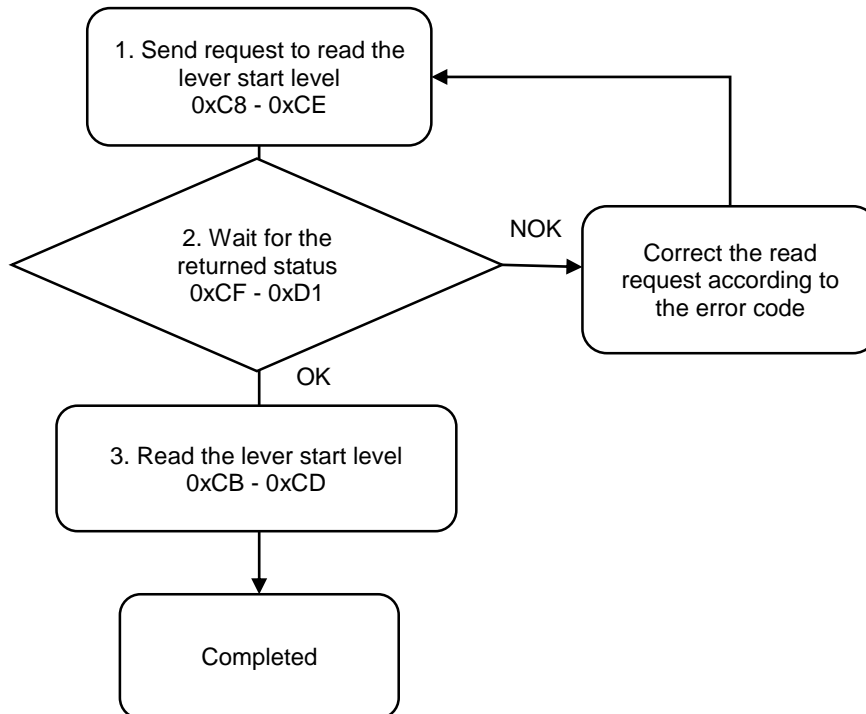 1. Send request to read the
lever start level
0xC8 - 0xCE
2. Wait for the
returned status
0xCF - 0xD1
NOK
Correct the read
request according to
the error code
OK
3. Read the lever start level
0xCB - 0xCD
Completed